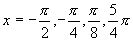 x = -π/2, -π/4, π/8, 5/4 π